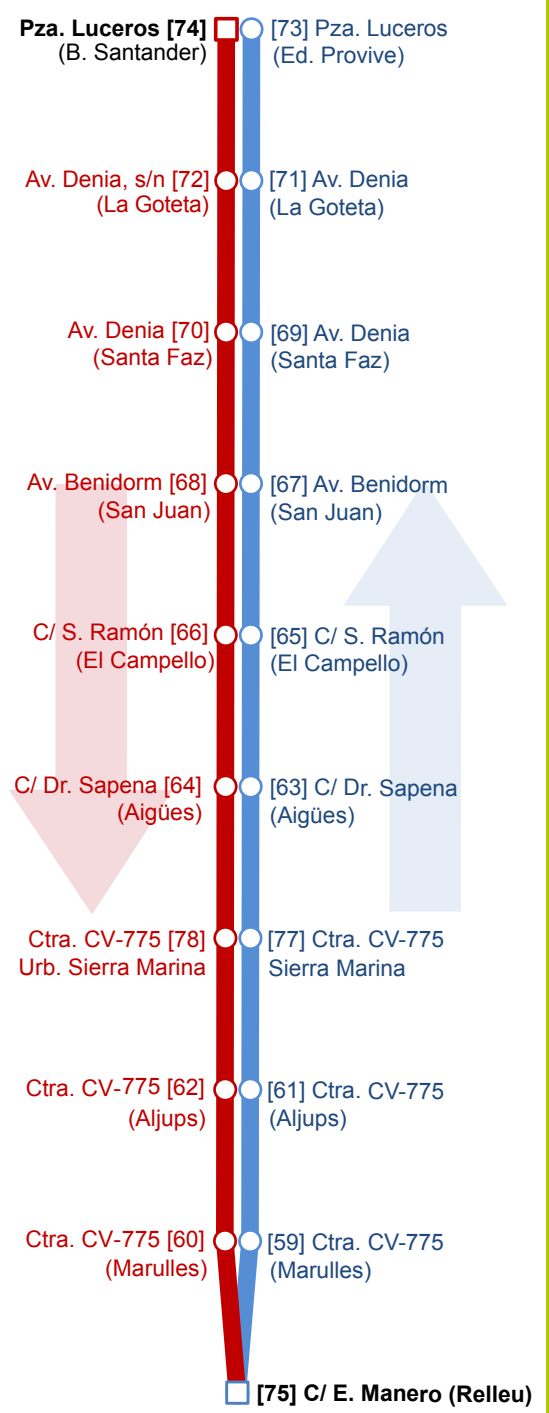 Pza. Luceros [74]
(B. Santander)
[73] Pza. Luceros
(Ed. Provive)
Av. Denia, s/n [72]
(La Goteta)
[71] Av. Denia
(La Goteta)
Av. Denia [70]
(Santa Faz)
[69] Av. Denia
(Santa Faz)
Av. Benidorm [68]
(San Juan)
[67] Av. Benidorm
(San Juan)
C/ S. Ramón [66]
(El Campello)
[65] C/ S. Ramón
(El Campello)
C/ Dr. Sapena [64]
(Aigües)
[63] C/ Dr. Sapena
(Aigües)
Ctra. CV-775 [78]
Urb. Sierra Marina
[77] Ctra. CV-775
Sierra Marina
Ctra. CV-775 [62]
(Aljups)
[61] Ctra. CV-775
(Aljups)
Ctra. CV-775 [60]
(Marulles)
[59] Ctra. CV-775
(Marulles)
[75] C/ E. Manero (Relleu)